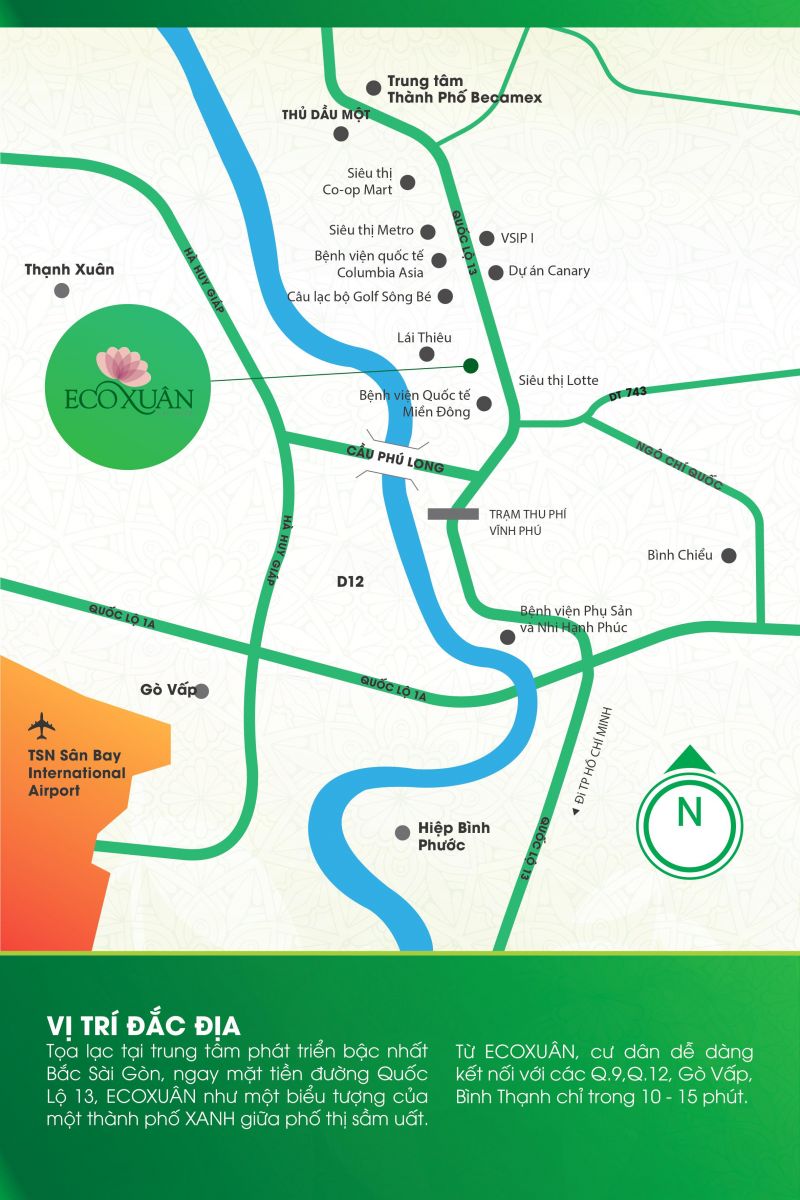 Trung tâm
Thành Phố Becamex
THỦ DẦU MỘT
Siêu thị
Co-op Mart
QUỐC LỘ 13
Siêu thị Metro
VSIP I
Bệnh viện quốc tế
Columbia Asia
Dự án Canary
HÀ HUY GIÁP
Thạnh Xuân
Câu lạc bộ Golf Sông Bé
Lái Thiêu
ECOXUÂN
Siêu thị Lotte
Bệnh viện Quốc tế
Miền Đông
DT 743
CẦU PHÚ LONG
NGÔ CHÍ QUỐC
TRẠM THU PHÍ
VĨNH PHÚ
HÀ HUY GIÁP
Bình Chiểu
D12
QUỐC LỘ 1A
Bệnh viện Phụ Sản
và Nhi Hạnh Phúc
QUỐC LỘ 1A
Gò Vấp
TSN Sân Bay
International
Airport
Đi TP HỒ CHÍ MINH
N
Hiệp Bình
Phước
QUỐC LỘ 13
VỊ TRÍ ĐẮC ĐỊA
Tọa lạc tại trung tâm phát triển bậc nhất
Bắc Sài Gòn, ngay mặt tiền đường Quốc
Lộ 13, ECOXUÂN như một biểu tượng của
một thành phố XANH giữa phố thị sầm uất.
Từ ECOXUÂN, cư dân dễ dàng
kết nối với các Q.9,Q.12, Gò Vấp,
Bình Thạnh chỉ trong 10 - 15 phút.